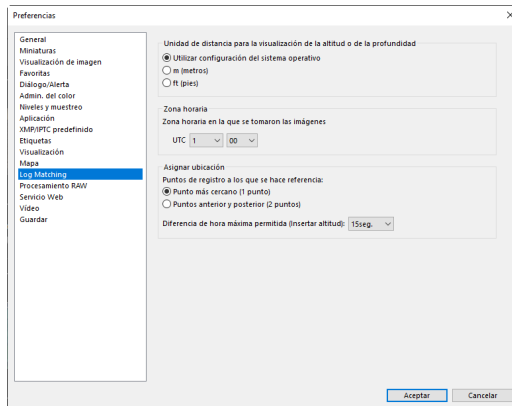 Preferencias
General
Miniaturas
Visualización de imagen
Favoritas
Diálogo/Alerta
Admin. del color
Niveles y muestreo
Aplicación
XMP/IPTC predefinido
Etiquetas
Visualización
Mapa
Log Matching
Procesamiento RAW
Servicio Web
Vídeo
Guardar
Unidad de distancia para la visualización de la altitud o de la profundidad
Utilizar configuración del sistema operativo
m (metros)
ft (pies)
Zona horaria
Zona horaria en la que se tomaron las imágenes
UTC 1 00
Asignar ubicación
Puntos de registro a los que se hace referencia:
Punto más cercano (1 punto)
Puntos anterior y posterior (2 puntos)
Diferencia de hora máxima permitida (Insertar altitud): 15seg.
Aceptar Cancelar